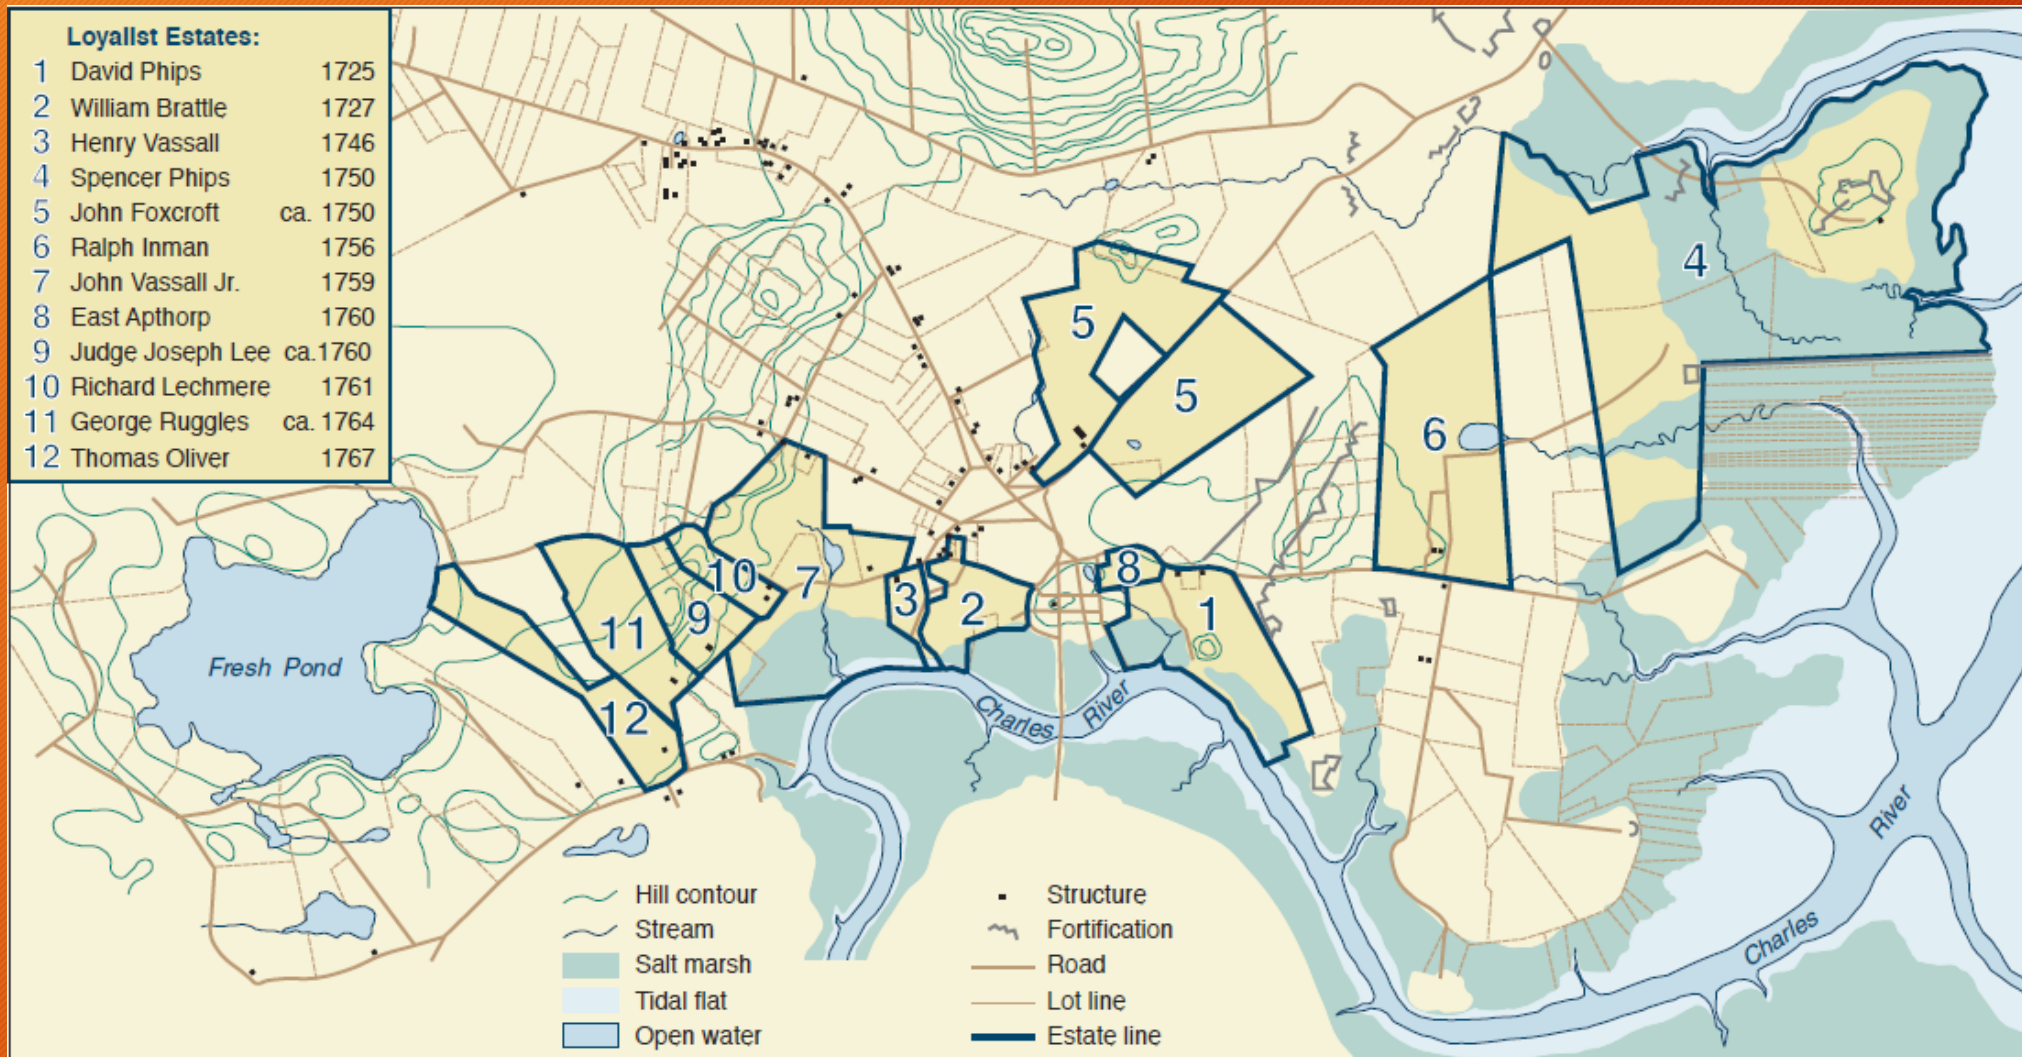 Loyalist Estates:
1 David Phips 1725
2 William Brattle 1727
3 Henry Vassall 1746
4 Spencer Phips 1750
5 John Foxcroft ca. 1750
6 Ralph Inman 1756
7 John Vassall Jr. 1759
8 East Apthorp 1760
9 Judge Joseph Lee ca.1760
10 Richard Lechmere 1761
11 George Ruggles ca. 1764
12 Thomas Oliver 1767
4
5
5
6
8
10
7
3
2
1
9
11
12
Fresh Pond
Charles River
Charles River
Hill contour
Stream
Salt marsh
Tidal flat
Open water
Structure
Fortification
Road
Lot line
Estate line